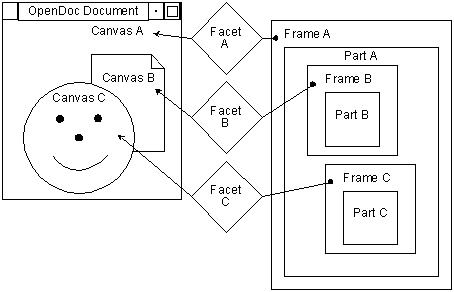 OpenDoc Document
Canvas A
Canvas B
Canvas C
Facet
A
Facet
B
Facet
C
Frame A
Part A
Frame B
Part B
Frame C
Part C